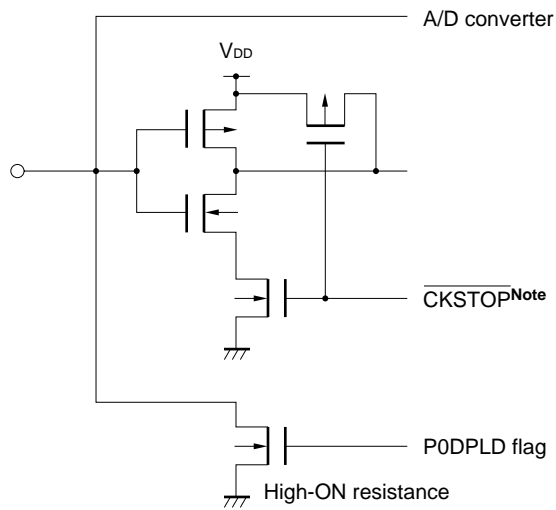 A/D converter
VDD
CKSTOPNote
P0DPLD flag
High-ON resistance